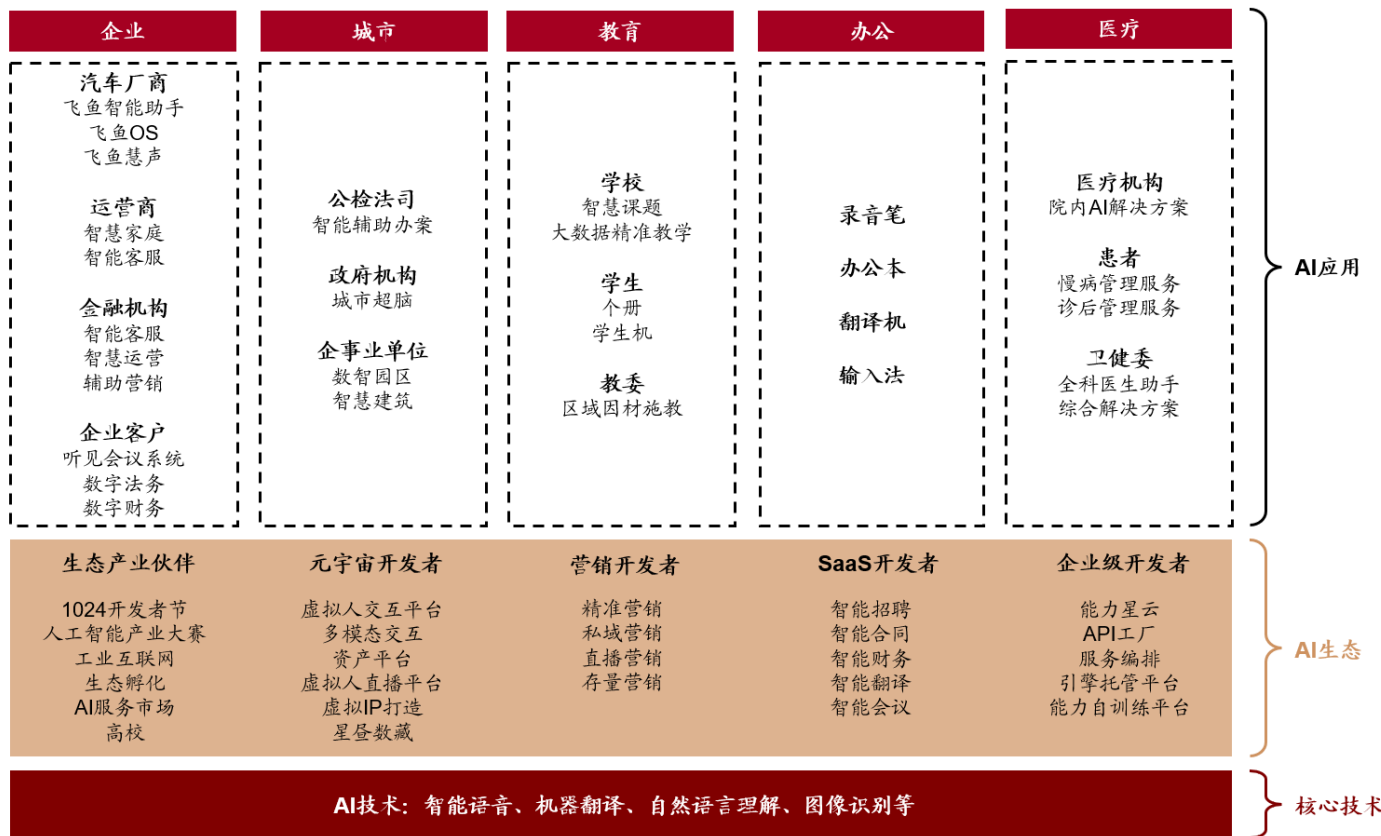 企业
汽车厂商
飞鱼智能助手
飞鱼OS
飞鱼慧声
运营商
智慧家庭
智能客服
金融机构
智能客服
智慧运营
辅助营销
企业客户
听见会议系统
数字法务
数字财务
城市
公检法司
智能辅助办案
政府机构
城市超脑
企事业单位
数智园区
智慧建筑
教育
学校
智慧课题
大数据精准教学
学生
个册
学生机
教委
区域因材施教
办公
录音笔
办公本
翻译机
输入法
医疗
医疗机构
院内AI解决方案
患者
慢病管理服务
诊后管理服务
卫健委
全科医生助手
综合解决方案
AI应用
生态产业伙伴
1024开发者节
人工智能产业大赛
工业互联网
生态孵化
AI服务市场
高校
元宇宙开发者
虚拟人交互平台
多模态交互
资产平台
虚拟人直播平台
虚拟IP打造
星昼数藏
营销开发者
精准营销
私域营销
直播营销
存量营销
SaaS开发者
智能招聘
智能合同
智能财务
智能翻译
智能会议
企业级开发者
能力星云
API工厂
服务编排
引擎托管平台
能力自训练平台
AI生态
AI技术：智能语音、机器翻译、自然语言理解、图像识别等
核心技术